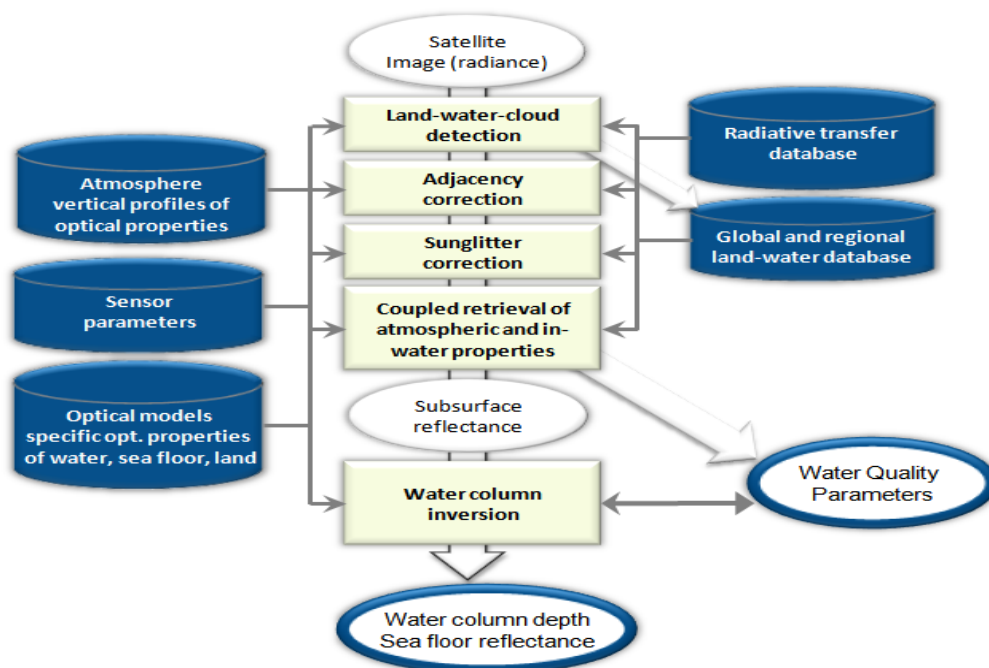 Satellite
Image (radiance)
Land-water-cloud
detection
Radiative transfer
database
Atmosphere
vertical profiles of
optical properties
Adjacency
correction
Sunglitter
correction
Global and regional
land-water database
Sensor
parameters
Coupled retrieval of
atmospheric and in-
water properties
Optical models
specific opt. properties
of water, sea floor, land
Subsurface
reflectance
Water column
inversion
Water Quality
Parameters
Water column depth
Sea floor reflectance